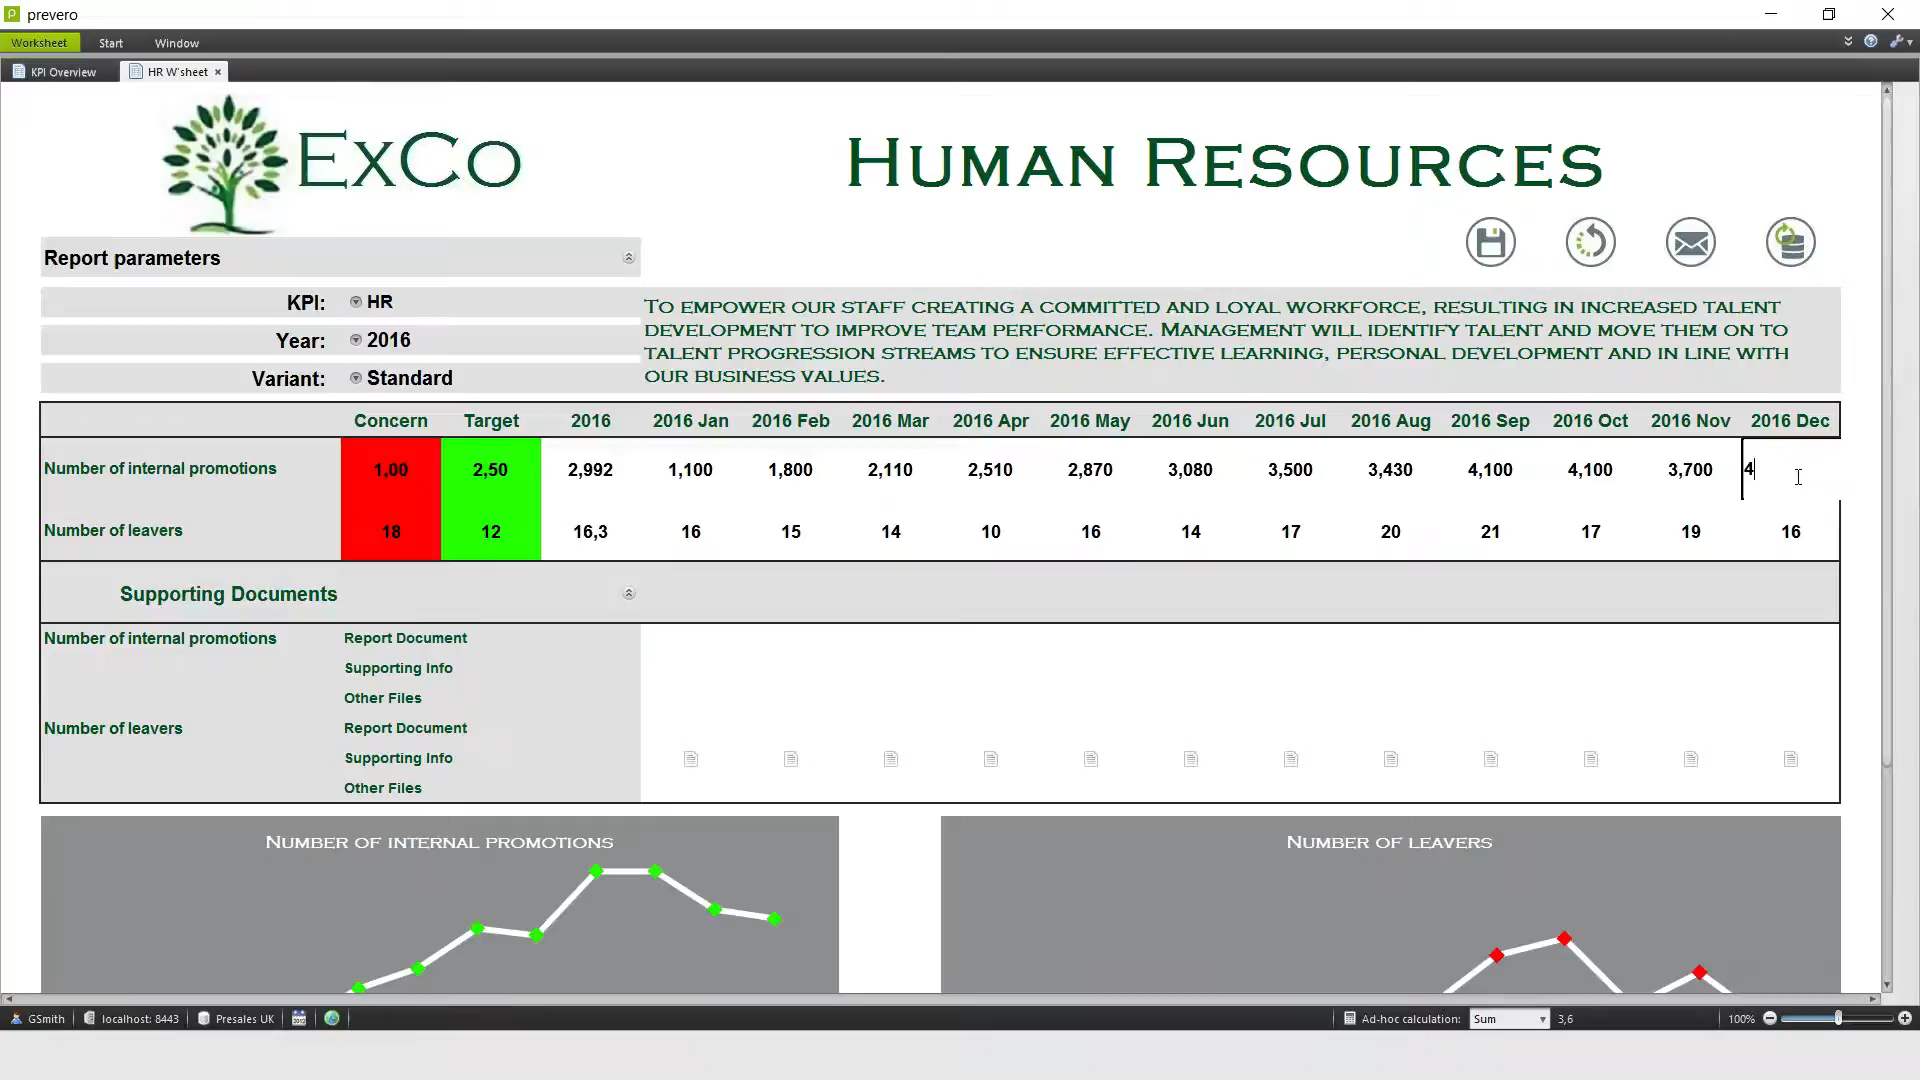 prevero
Worksheet Start Window
KPI Overview HR W'sheet
ExCo
Human Resources
Report parameters
KPI: HR
Year: 2016
Variant: Standard
To empower our staff creating a committed and loyal workforce, resulting in increased talent
development to improve team performance. Management will identify talent and move them on to
talent progression streams to ensure effective learning, personal development and in line with
our business values.
Concern Target 2016 2016 Jan 2016 Feb 2016 Mar 2016 Apr 2016 May 2016 Jun 2016 Jul 2016 Aug 2016 Sep 2016 Oct 2016 Nov 2016 Dec
Number of internal promotions 1,00 2,50 2,992 1,100 1,800 2,110 2,510 2,870 3,080 3,500 3,430 4,100 4,100 3,700 4
Number of leavers 18 12 16,3 16 15 14 10 16 14 17 20 21 17 19 16
Supporting Documents
Number of internal promotions Report Document
Supporting Info
Other Files
Number of leavers Report Document
Supporting Info
Other Files
Number of internal promotions
Number of leavers
GSmith localhost: 8443 Presales UK Ad-hoc calculation: Sum 3,6 100%